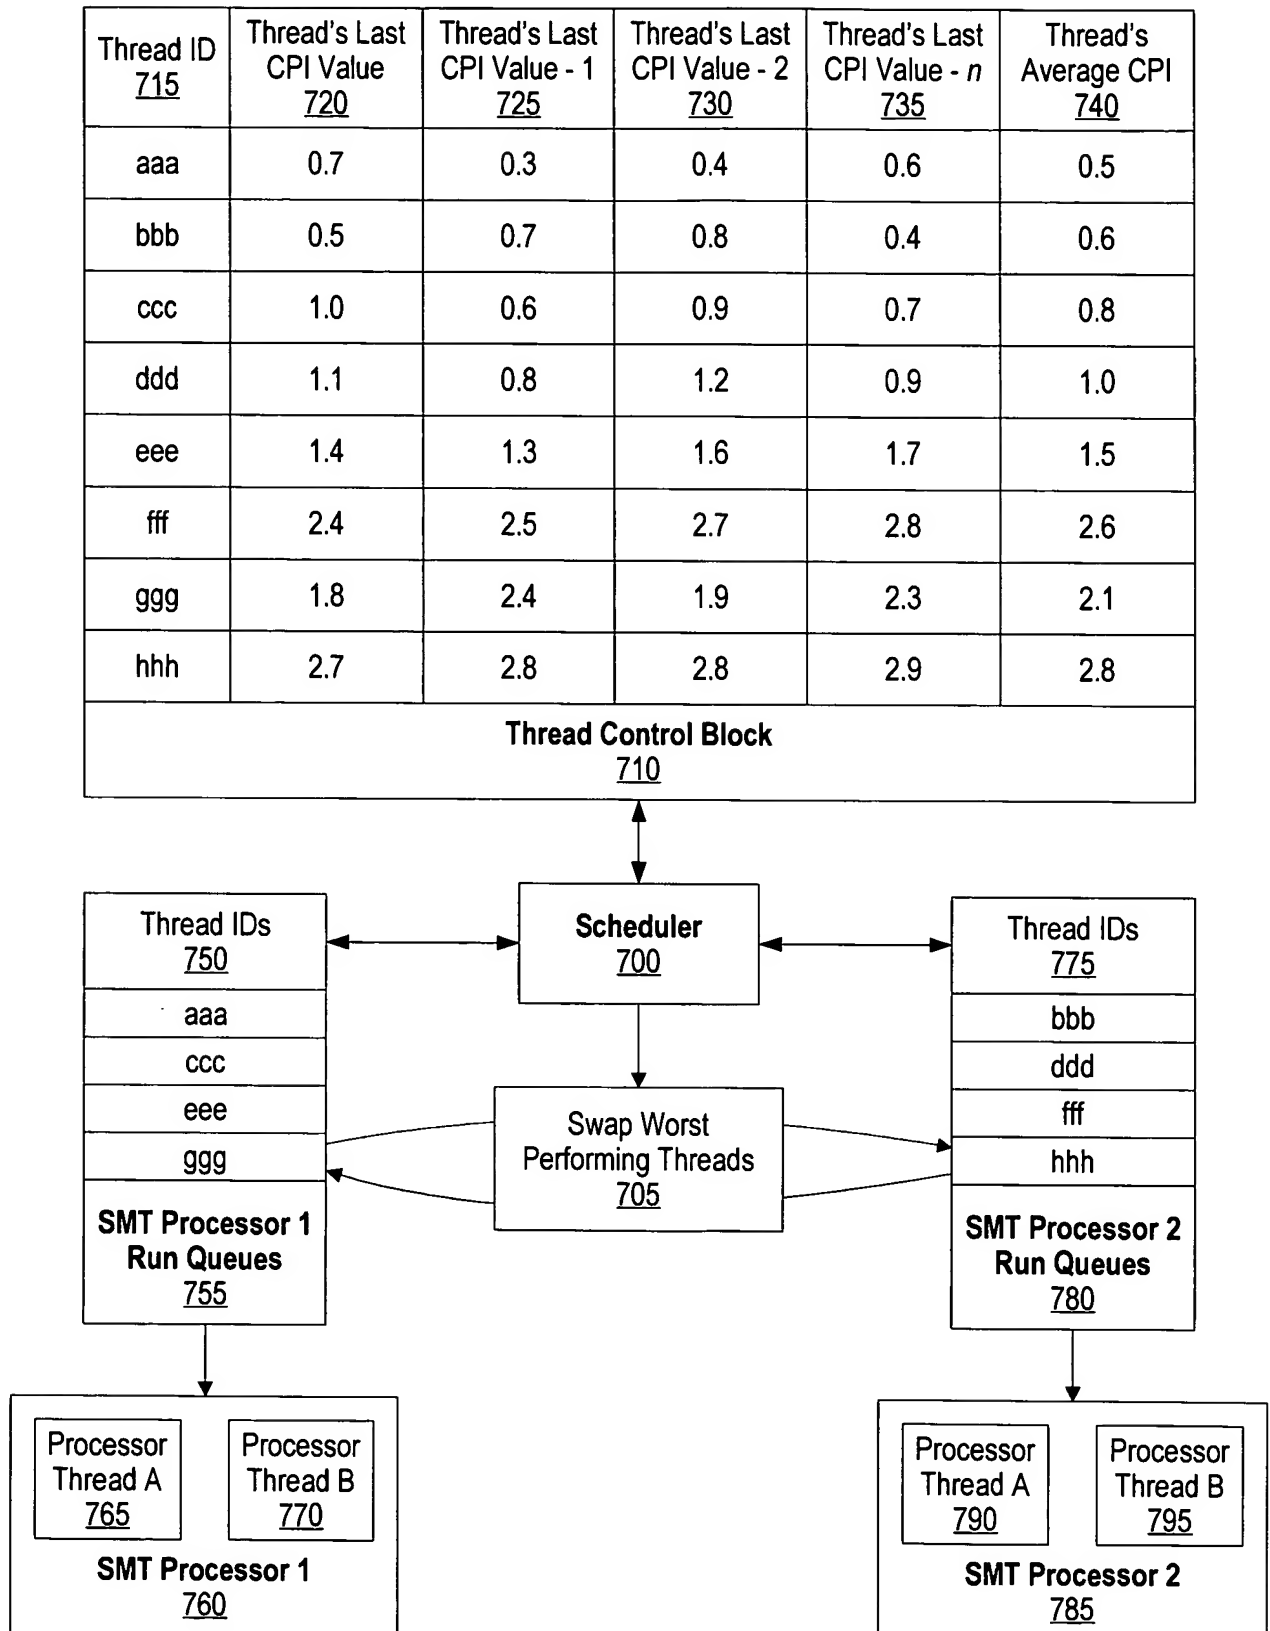 Thread ID
715
Thread's Last
CPI Value
720
Thread's Last
CPI Value - 1
725
Thread's Last
CPI Value - 2
730
Thread's Last
CPI Value - n
735
Thread's
Average CPI
740
aaa 0.7 0.3 0.4 0.6 0.5
bbb 0.5 0.7 0.8 0.4 0.6
ccc 1.0 0.6 0.9 0.7 0.8
ddd 1.1 0.8 1.2 0.9 1.0
eee 1.4 1.3 1.6 1.7 1.5
fff 2.4 2.5 2.7 2.8 2.6
ggg 1.8 2.4 1.9 2.3 2.1
hhh 2.7 2.8 2.8 2.9 2.8
Thread Control Block
710
Scheduler
700
Thread IDs
750
aaa
ccc
eee
ggg
SMT Processor 1
Run Queues
755
Swap Worst
Performing Threads
705
Thread IDs
775
bbb
ddd
fff
hhh
SMT Processor 2
Run Queues
780
Processor
Thread A
765
Processor
Thread B
770
SMT Processor 1
760
Processor
Thread A
790
Processor
Thread B
795
SMT Processor 2
785